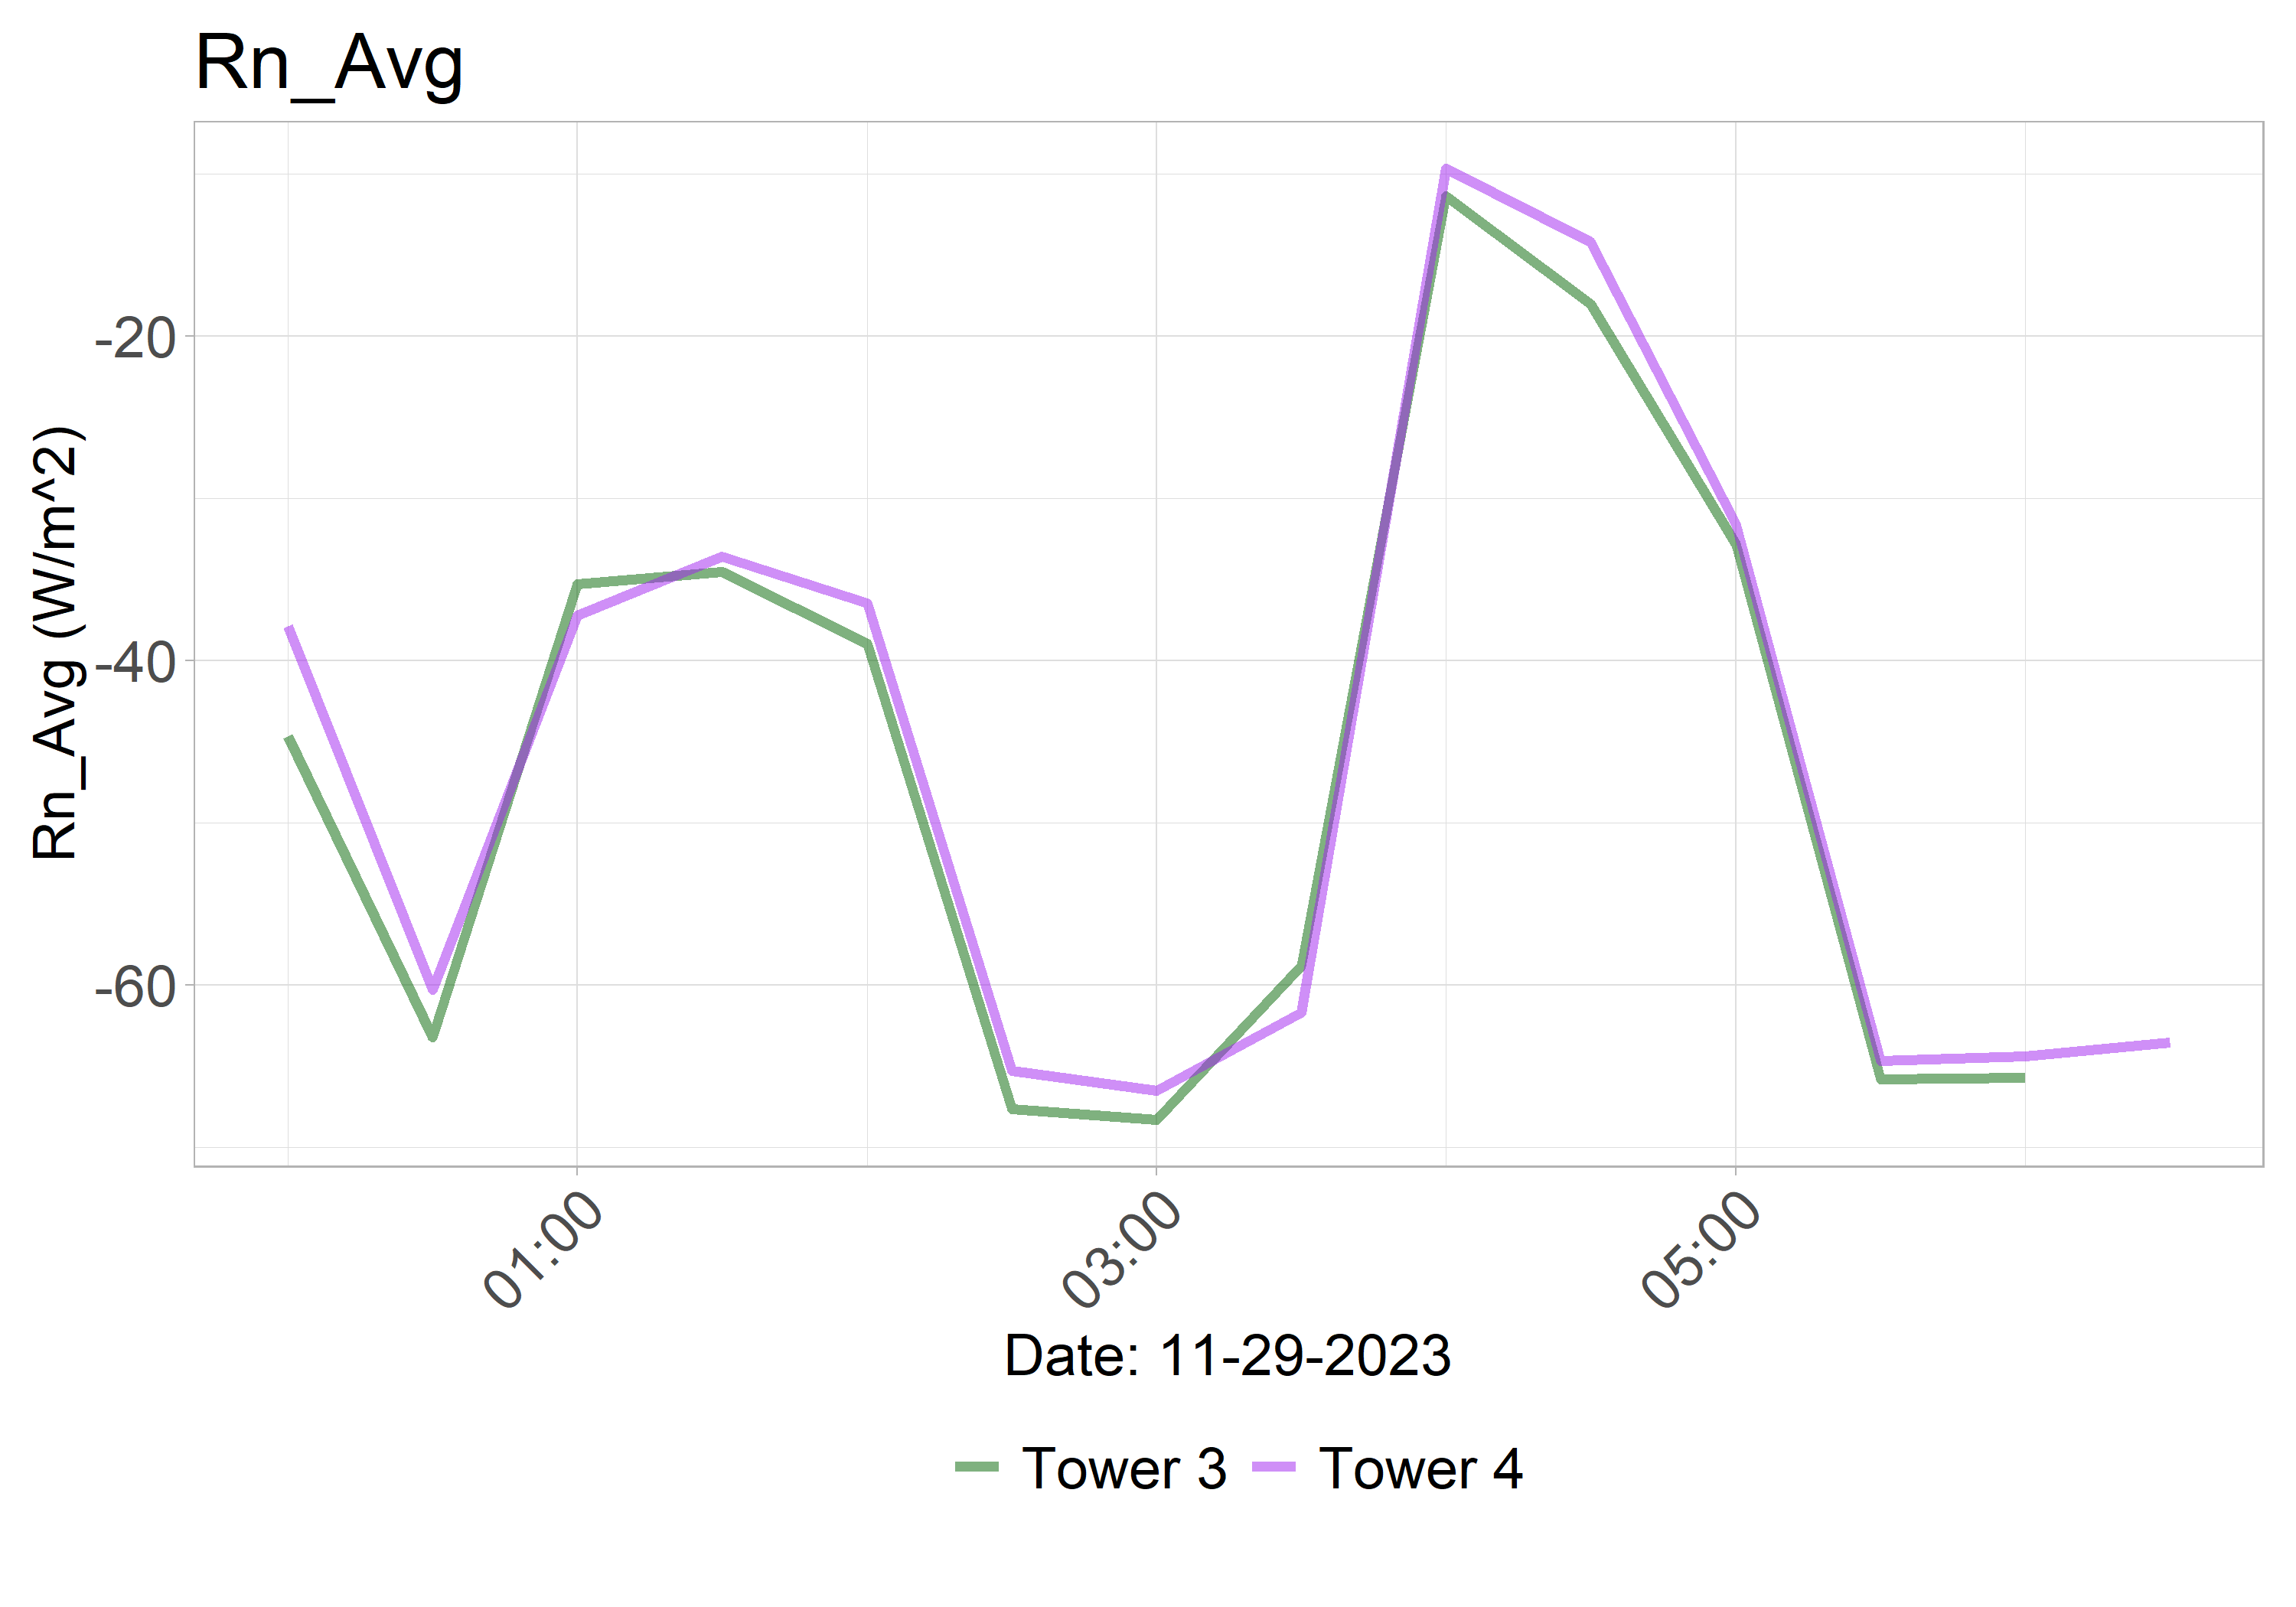 Rn_Avg
Rn_Avg (W/m^2)
-20
-40
-60
01:00
03:00
05:00
Date: 11-29-2023
Tower 3
Tower 4